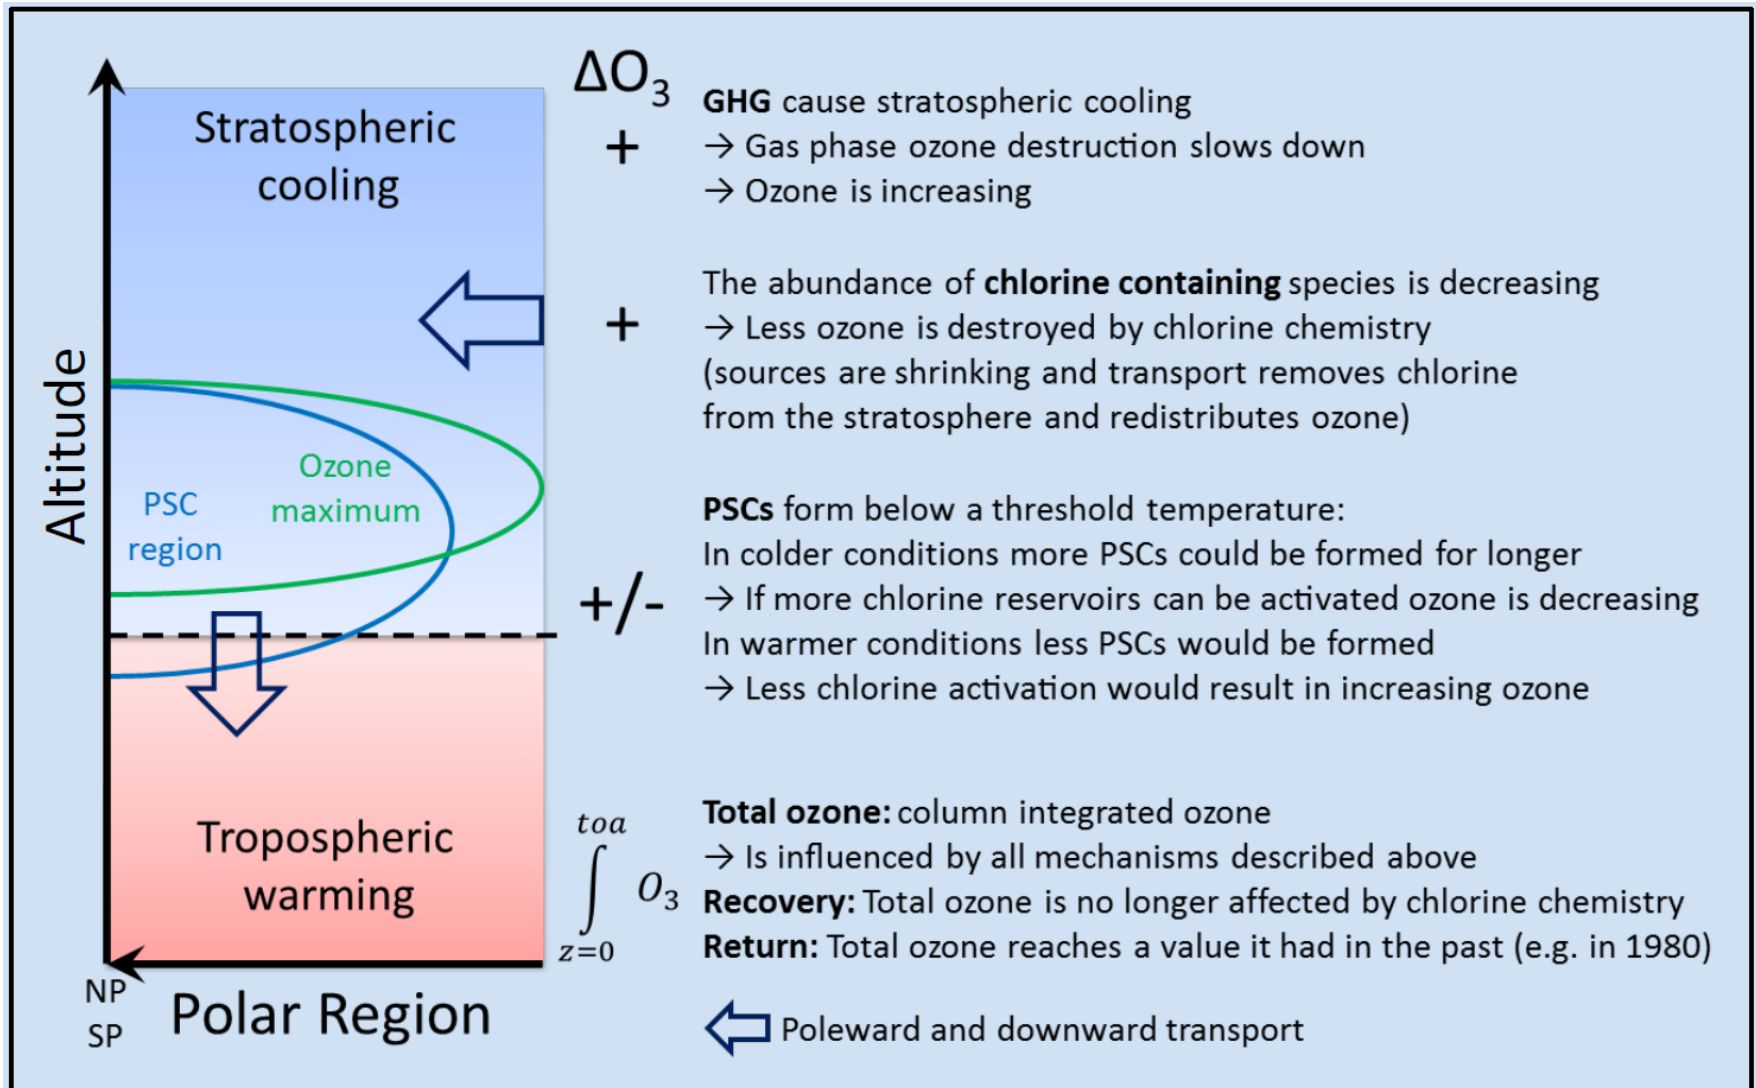 Stratospheric
cooling
Altitude
Ozone
maximum
PSC
region
Tropospheric
warming
NP
SP
Polar Region
ΔO₃
+
GHG cause stratospheric cooling
→ Gas phase ozone destruction slows down
→ Ozone is increasing
+
The abundance of chlorine containing species is decreasing
→ Less ozone is destroyed by chlorine chemistry
(sources are shrinking and transport removes chlorine
from the stratosphere and redistributes ozone)
+/-
PSCs form below a threshold temperature:
In colder conditions more PSCs could be formed for longer
→ If more chlorine reservoirs can be activated ozone is decreasing
In warmer conditions less PSCs would be formed
→ Less chlorine activation would result in increasing ozone
toa
∫ O₃
z=0
Total ozone: column integrated ozone
→ Is influenced by all mechanisms described above
Recovery: Total ozone is no longer affected by chlorine chemistry
Return: Total ozone reaches a value it had in the past (e.g. in 1980)
Poleward and downward transport